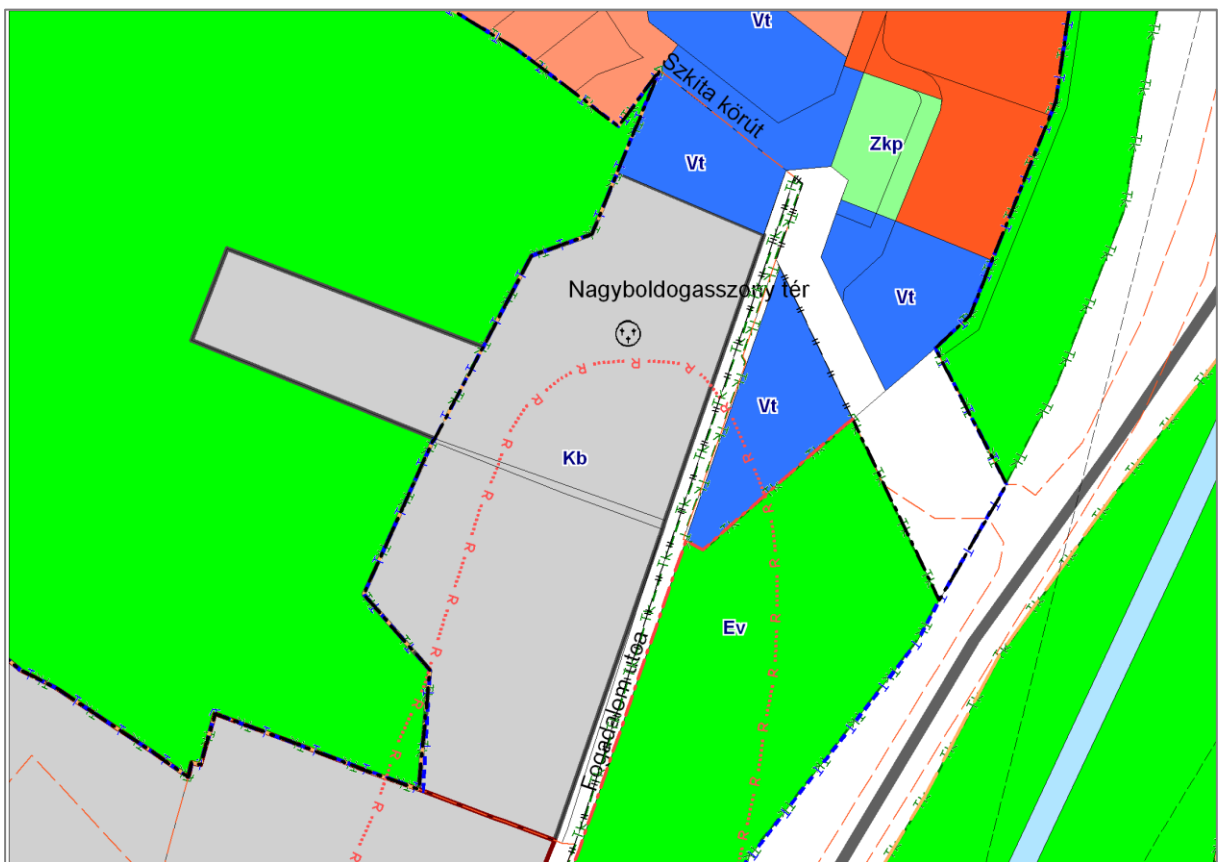 Vt
Szkíta körút
Zkp
Vt
Nagyboldogasszony tér
Vt
Vt
Kb
Ev
Fogadalom utca